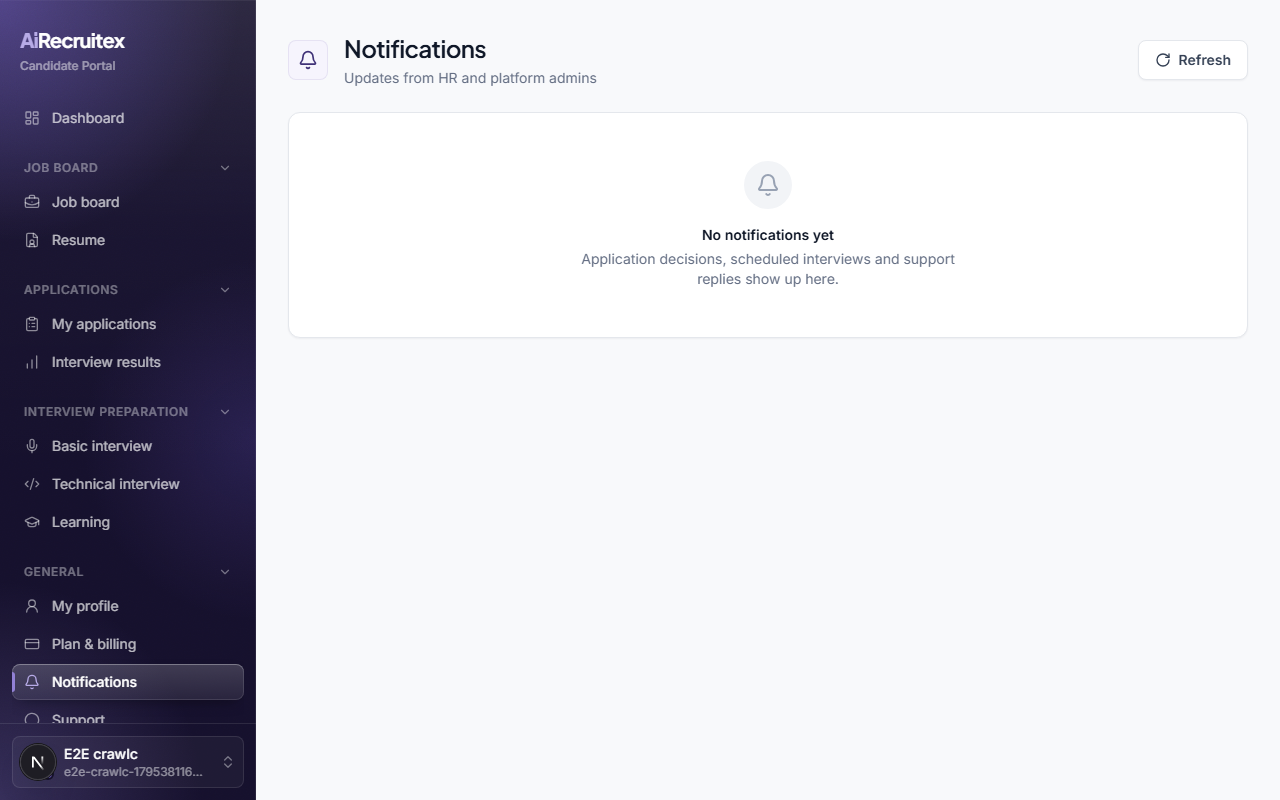 AiRecruitex
Candidate Portal
Dashboard
JOB BOARD
Job board
Resume
APPLICATIONS
My applications
Interview results
INTERVIEW PREPARATION
Basic interview
Technical interview
Learning
GENERAL
My profile
Plan & billing
Notifications
Support
N
E2E crawlc
e2e-crawlc-179538116...
Notifications
Updates from HR and platform admins
Refresh
No notifications yet
Application decisions, scheduled interviews and support
replies show up here.